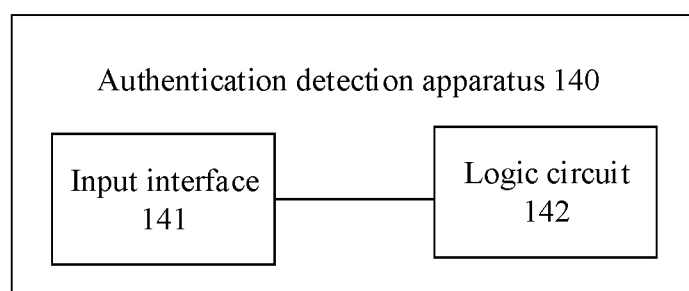 Authentication detection apparatus 140
Input interface
141
Logic circuit
142